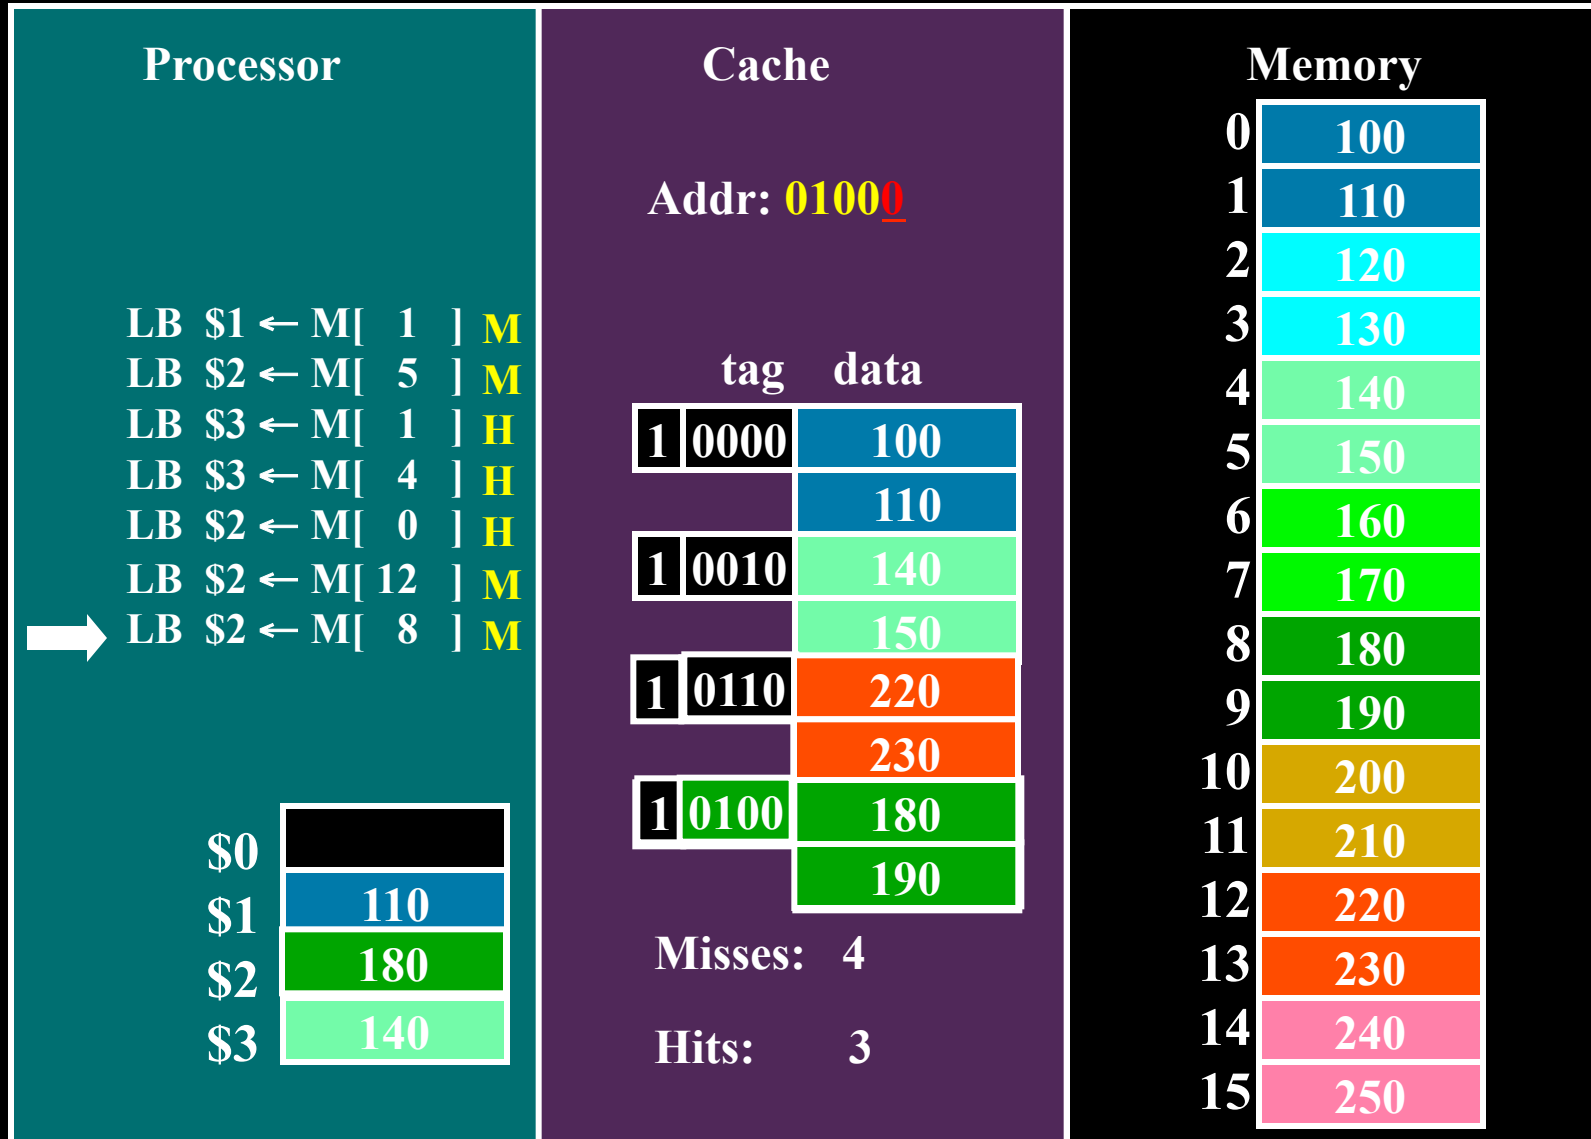 Processor
LB $1 ← M[ 1 ] M
LB $2 ← M[ 5 ] M
LB $3 ← M[ 1 ] H
LB $3 ← M[ 4 ] H
LB $2 ← M[ 0 ] H
LB $2 ← M[ 12 ] M
LB $2 ← M[ 8 ] M
$0
$1 110
$2 180
$3 140
Cache
Addr: 01000
tag data
1 0000 100
110
1 0010 140
150
1 0110 220
230
1 0100 180
190
Misses: 4
Hits: 3
Memory
0 100
1 110
2 120
3 130
4 140
5 150
6 160
7 170
8 180
9 190
10 200
11 210
12 220
13 230
14 240
15 250